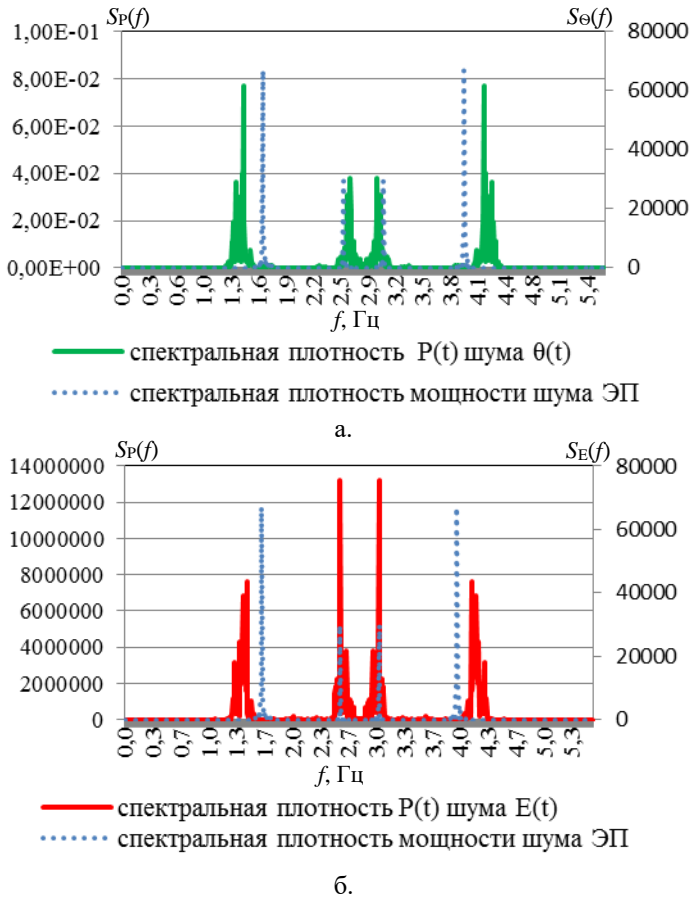 SP(f) SΘ(f)
1,00E-01 80000
8,00E-02 60000
6,00E-02
4,00E-02 40000
2,00E-02 20000
0,00E+00 0
0,0 0,3 0,6 1,0 1,3 1,6 1,9 2,2 2,5 2,9 3,2 3,5 3,8 4,1 4,4 4,8 5,1 5,4
f, Гц
спектральная плотность P(t) шума θ(t)
спектральная плотность мощности шума ЭП
а.
SP(f) SE(f)
14000000 80000
12000000
10000000 60000
8000000
6000000 40000
4000000 20000
2000000
0 0
0,0 0,3 0,7 1,0 1,3 1,7 2,0 2,3 2,7 3,0 3,3 3,7 4,0 4,3 4,7 5,0 5,3
f, Гц
спектральная плотность P(t) шума E(t)
спектральная плотность мощности шума ЭП
б.